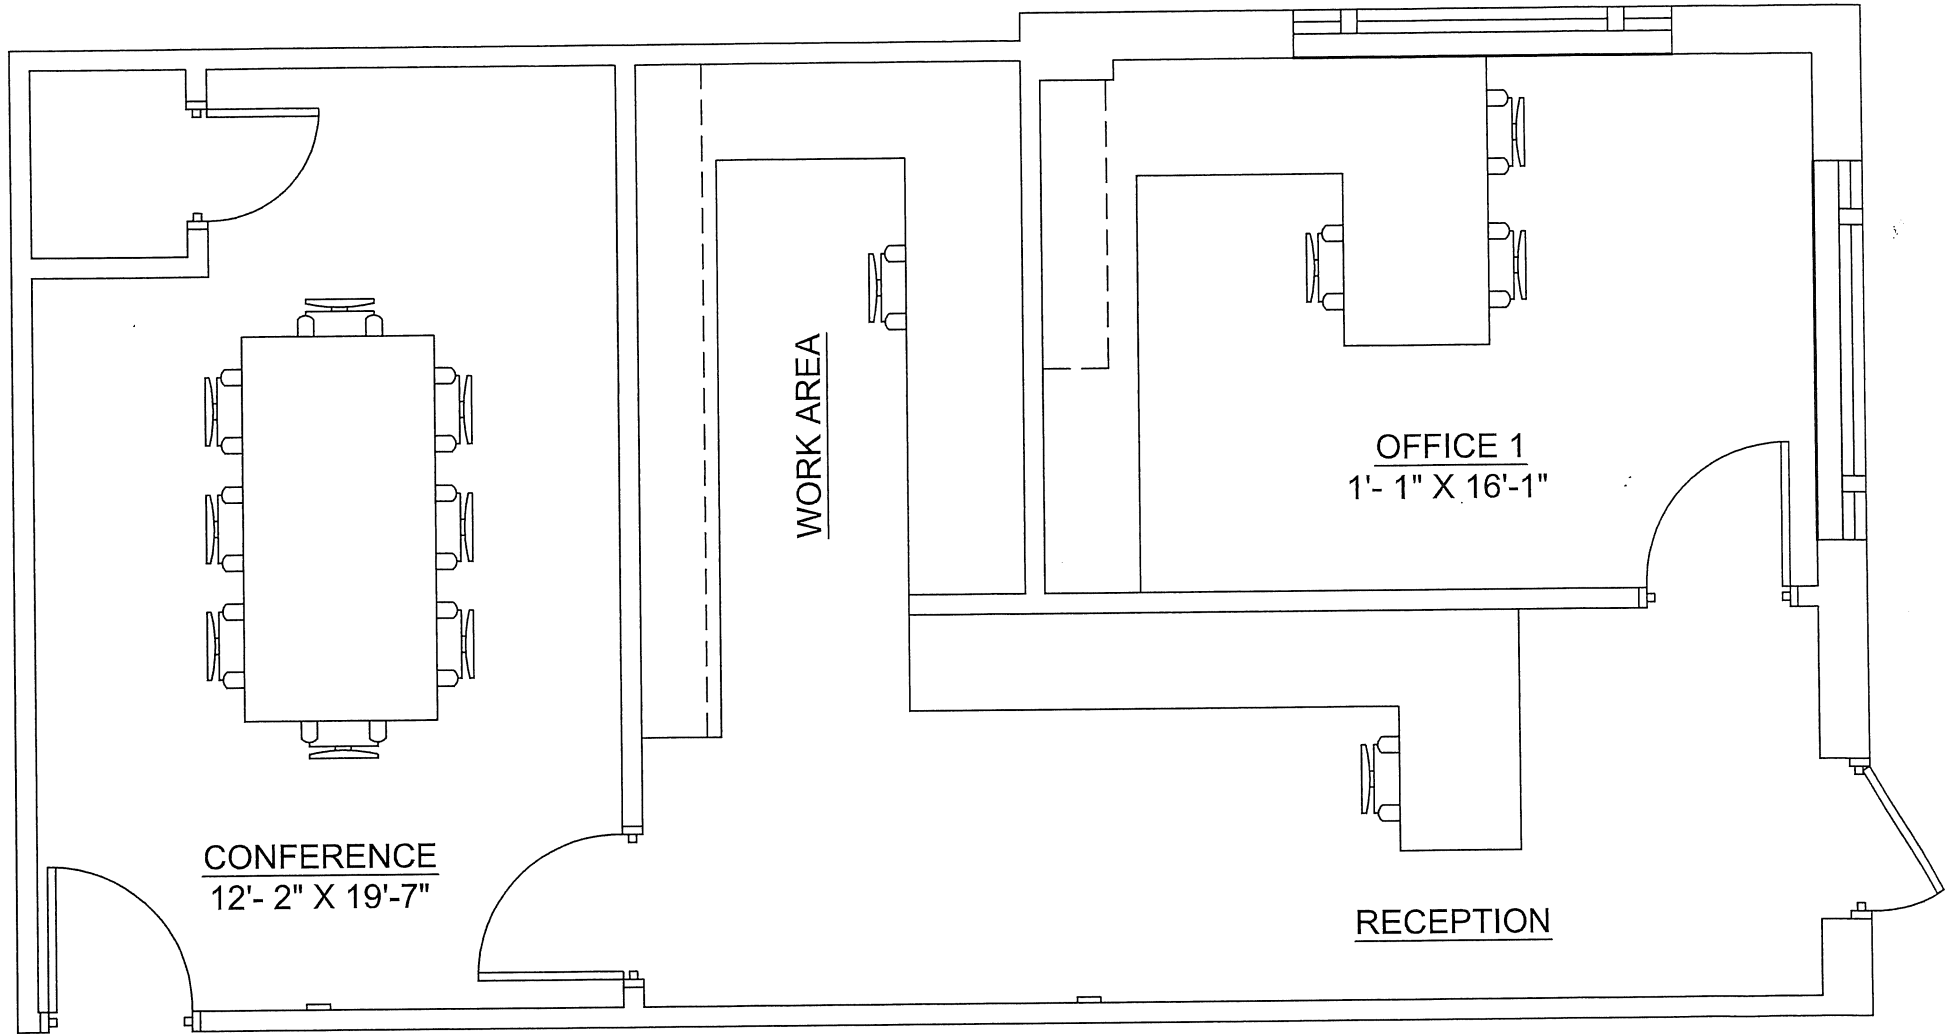 WORK AREA
OFFICE 1
1'- 1" X 16'-1"
CONFERENCE
12'- 2" X 19'-7"
RECEPTION